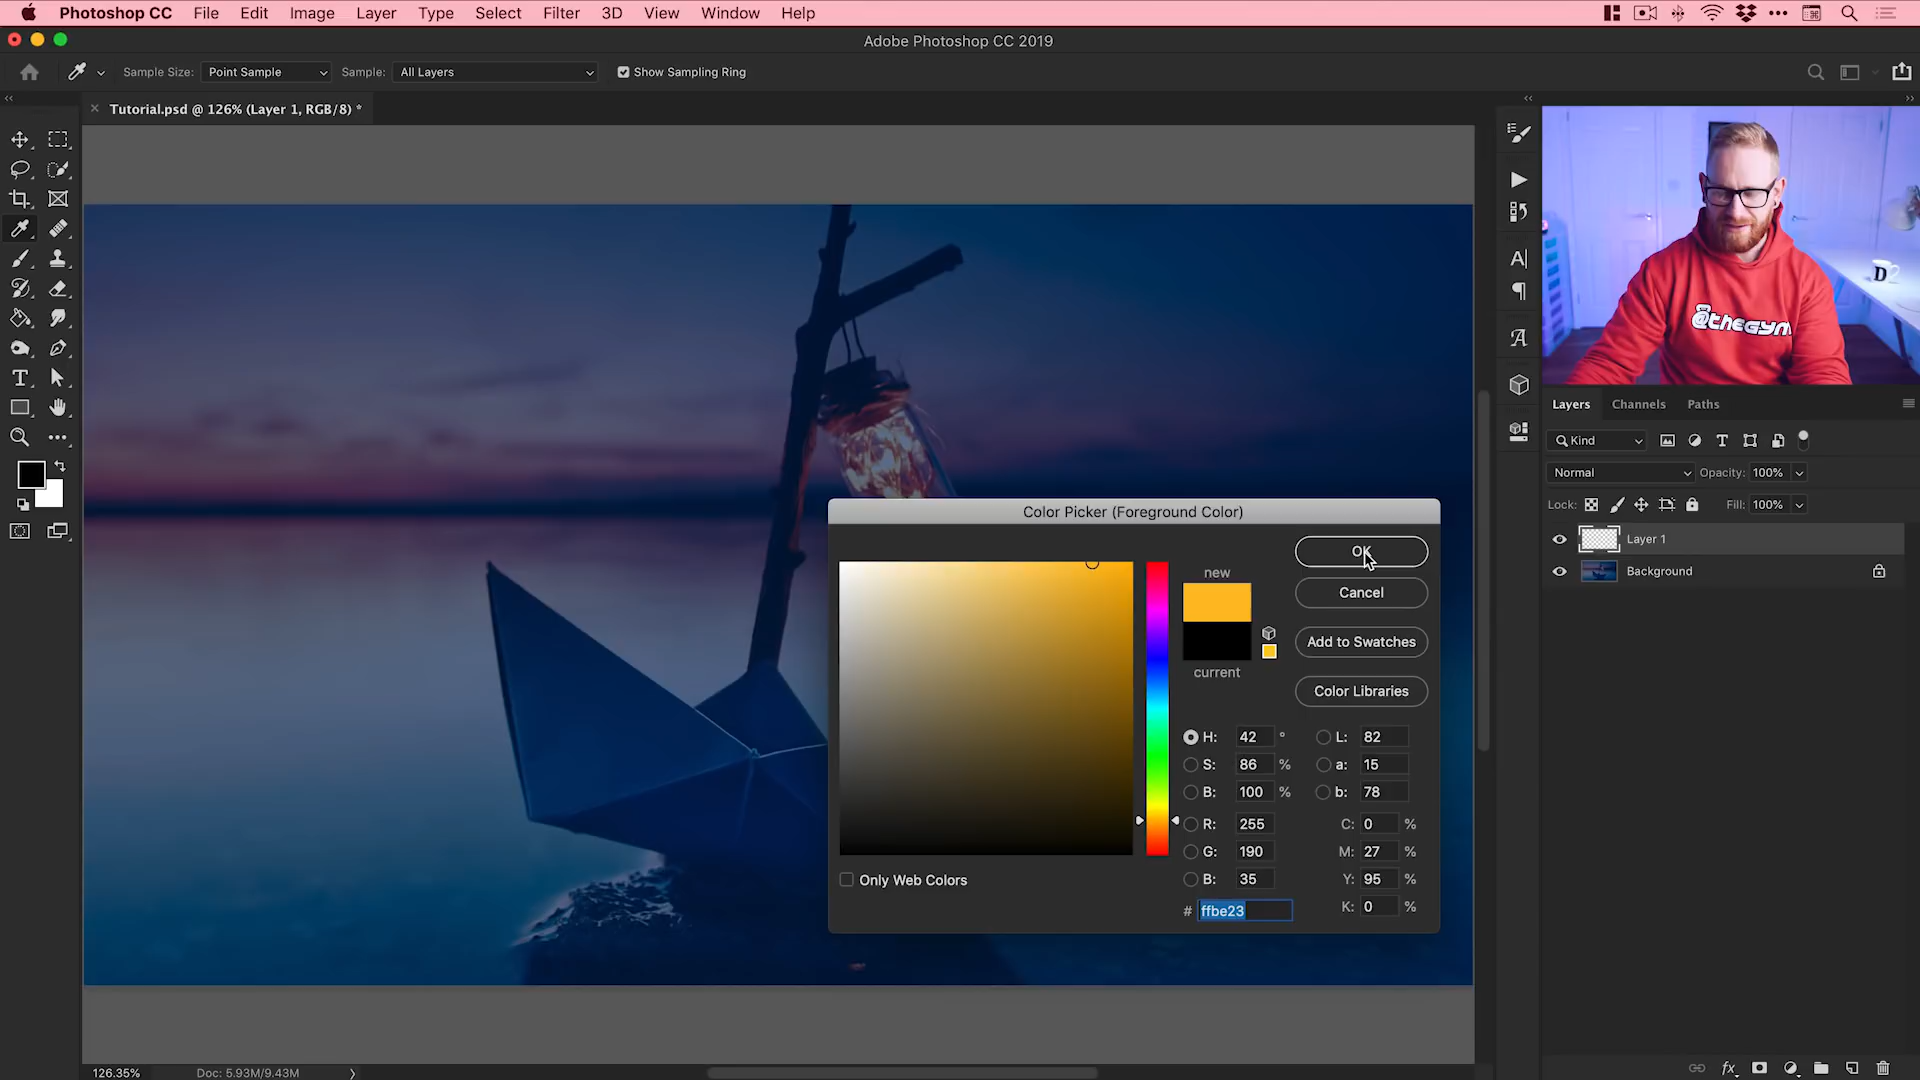 Photoshop CC File Edit Image Layer Type Select Filter 3D View Window Help
Adobe Photoshop CC 2019
Sample Size: Point Sample Sample: All Layers Show Sampling Ring
Tutorial.psd @ 126% (Layer 1, RGB/8) *
D
@theGym
Layers Channels Paths
Kind
Normal Opacity: 100%
Lock: Fill: 100%
Layer 1
Background
Color Picker (Foreground Color)
new
current
OK
Cancel
Add to Swatches
Color Libraries
H: 42 ° L: 82
S: 86 % a: 15
B: 100 % b: 78
R: 255 C: 0 %
G: 190 M: 27 %
B: 35 Y: 95 %
K: 0 %
# ffbe23
Only Web Colors
126.35% Doc: 5.93M/9.43M